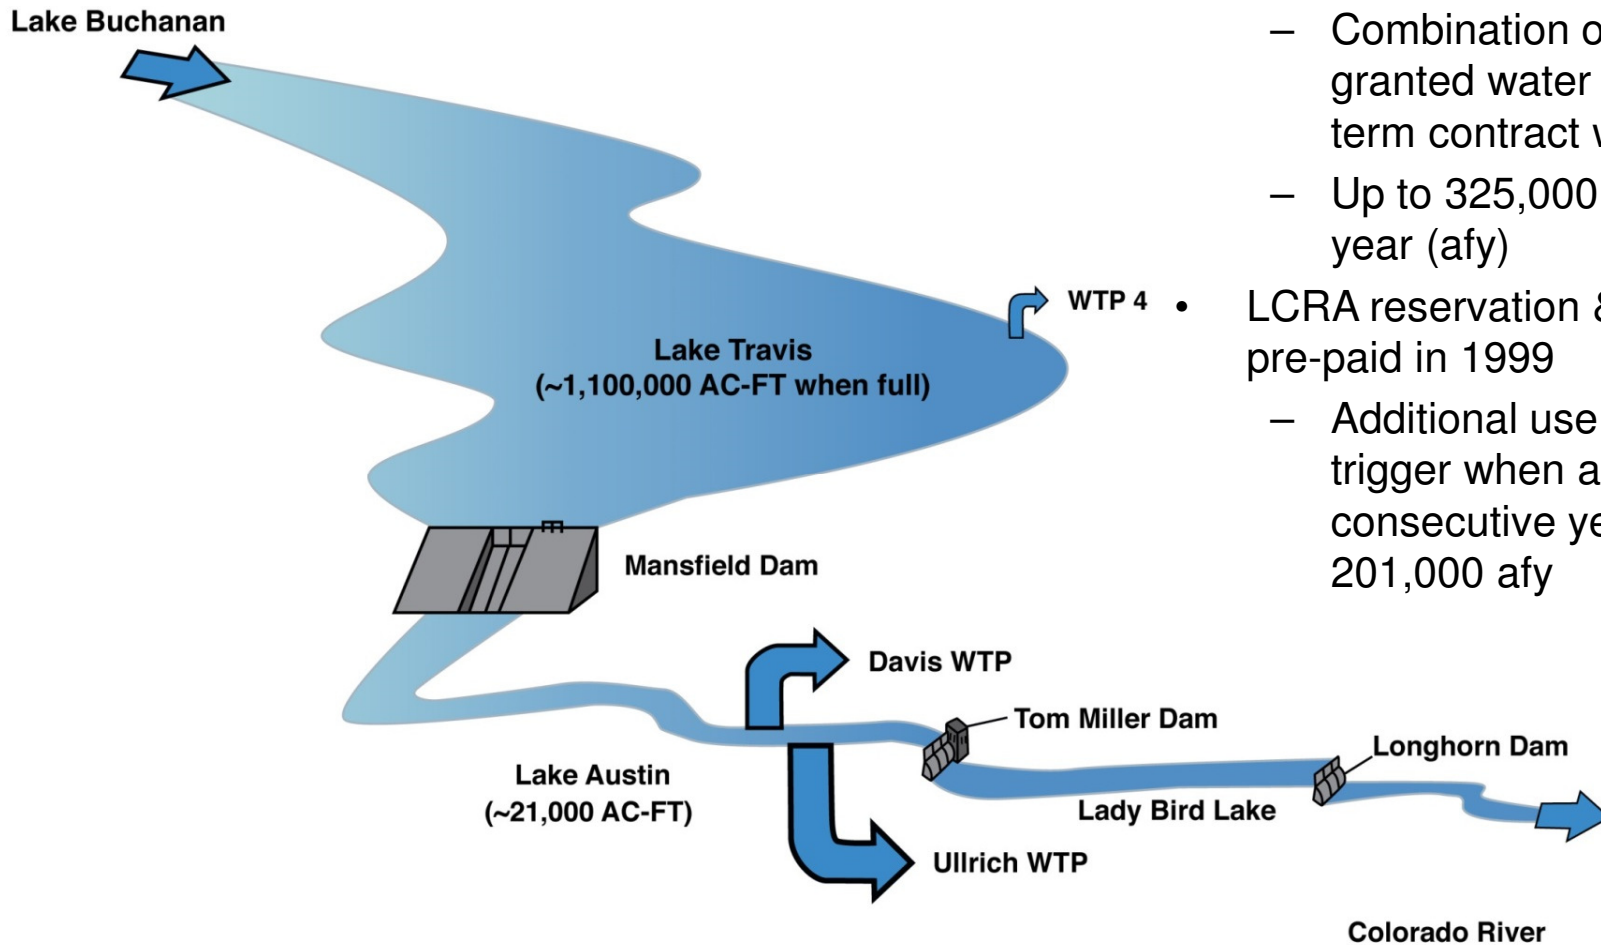 Lake Buchanan
WTP 4
Lake Travis
(~1,100,000 AC-FT when full)
Mansfield Dam
Davis WTP
Tom Miller Dam
Longhorn Dam
Lake Austin
(~21,000 AC-FT)
Lady Bird Lake
Ullrich WTP
Colorado River
– Combination
granted water
term contract
– Up to 325,000
year (afy)
• LCRA reservation
pre-paid in 1999
– Additional use
trigger when
consecutive
201,000 afy